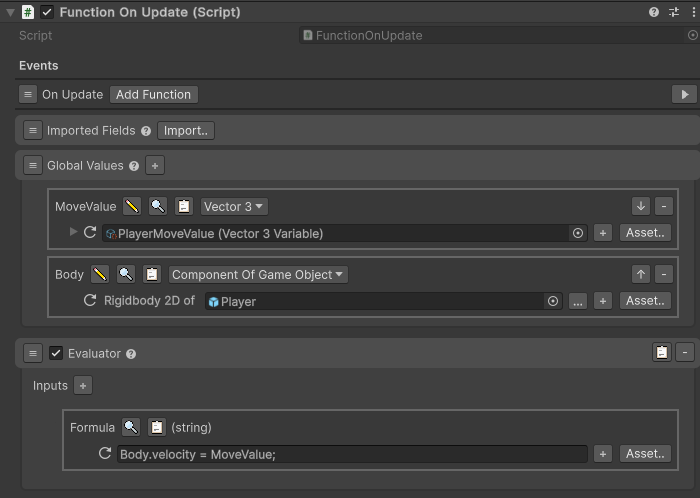 Function On Update (Script)
Script FunctionOnUpdate
Events
On Update Add Function
Imported Fields Import..
Global Values +
MoveValue Vector 3 -
PlayerMoveValue (Vector 3 Variable) + Asset..
Body Component Of Game Object -
Rigidbody 2D of Player ... + Asset..
Evaluator -
Inputs +
Formula (string)
Body.velocity = MoveValue; + Asset..